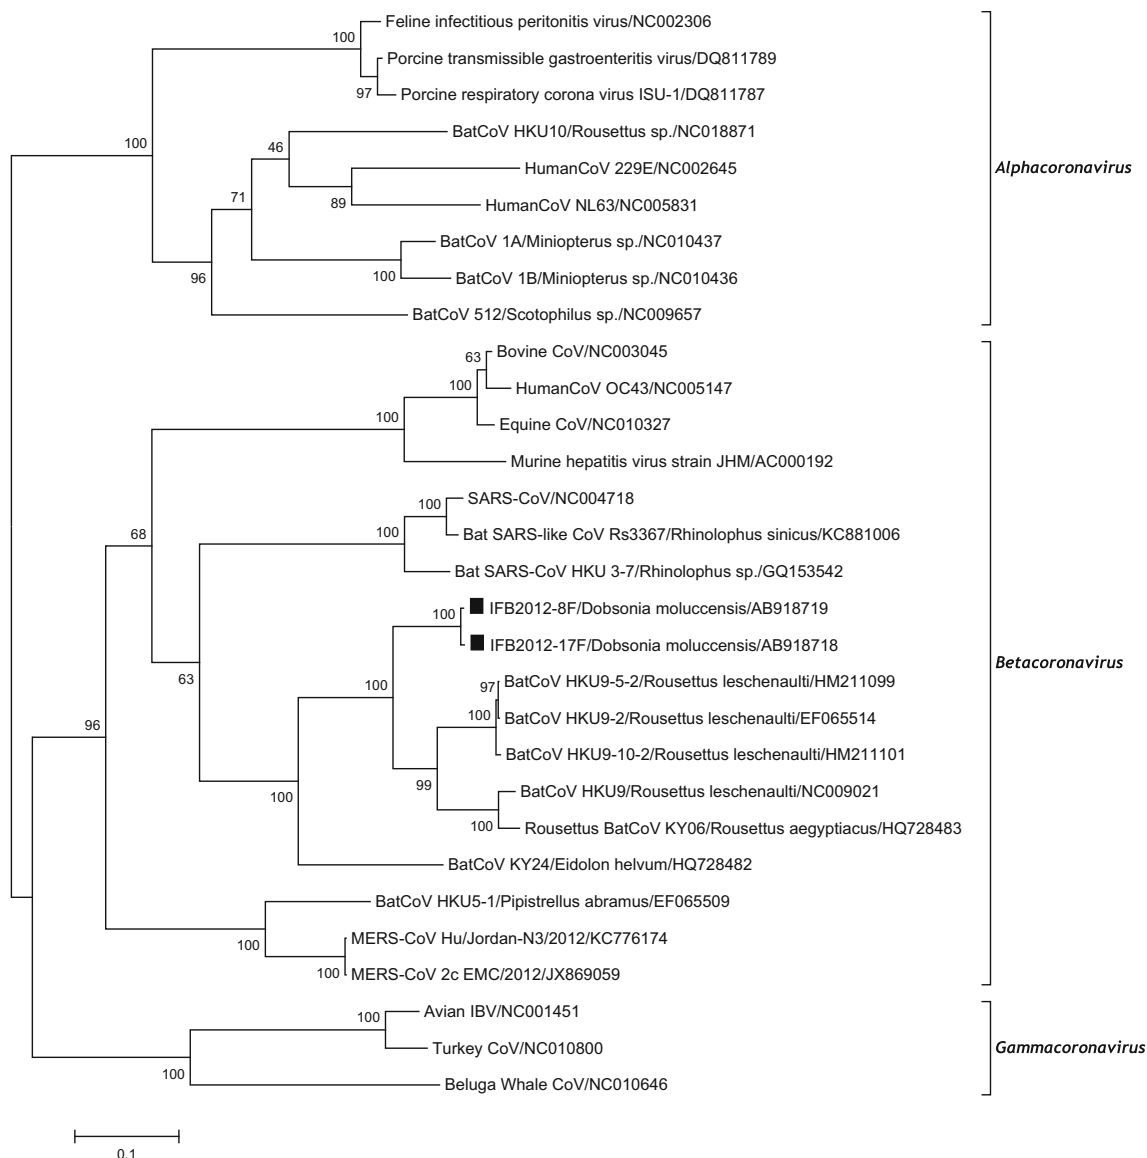 Feline infectitious peritonitis virus/NC002306
100
Porcine transmissible gastroenteritis virus/DQ811789
97
Porcine respiratory corona virus ISU-1/DQ811787
BatCoV HKU10/Rousettus sp./NC018871
100
46
HumanCoV 229E/NC002645
Alphacoronavirus
71
89
HumanCoV NL63/NC005831
BatCoV 1A/Miniopterus sp./NC010437
96
100
BatCoV 1B/Miniopterus sp./NC010436
BatCoV 512/Scotophilus sp./NC009657
63
Bovine CoV/NC003045
100
HumanCoV OC43/NC005147
100
Equine CoV/NC010327
Murine hepatitis virus strain JHM/AC000192
100
SARS-CoV/NC004718
68
100
Bat SARS-like CoV Rs3367/Rhinolophus sinicus/KC881006
Bat SARS-CoV HKU 3-7/Rhinolophus sp./GQ153542
100
IFB2012-8F/Dobsonia moluccensis/AB918719
IFB2012-17F/Dobsonia moluccensis/AB918718
Betacoronavirus
63
100
97
BatCoV HKU9-5-2/Rousettus leschenaulti/HM211099
96
100
BatCoV HKU9-2/Rousettus leschenaulti/EF065514
BatCoV HKU9-10-2/Rousettus leschenaulti/HM211101
100
99
BatCoV HKU9/Rousettus leschenaulti/NC009021
100
Rousettus BatCoV KY06/Rousettus aegyptiacus/HQ728483
BatCoV KY24/Eidolon helvum/HQ728482
BatCoV HKU5-1/Pipistrellus abramus/EF065509
100
MERS-CoV Hu/Jordan-N3/2012/KC776174
100
MERS-CoV 2c EMC/2012/JX869059
100
Avian IBV/NC001451
Turkey CoV/NC010800
Gammacoronavirus
100
Beluga Whale CoV/NC010646
0.1